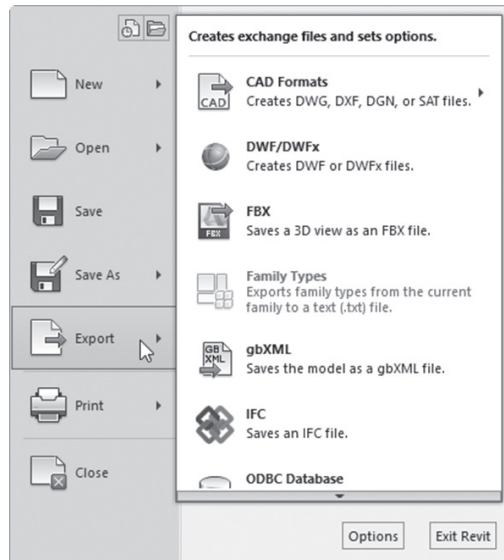 New
Open
Save
Save As
Export
Print
Close
Creates exchange files and sets options.
CAD
CAD Formats
Creates DWG, DXF, DGN, or SAT files.
DWF/DWFx
Creates DWF or DWFx files.
FBX
FBX
Saves a 3D view as an FBX file.
Family Types
Exports family types from the current
family to a text (.txt) file.
GB
XML
gbXML
Saves the model as a gbXML file.
IFC
Saves an IFC file.
ODBC Database
Options
Exit Revit